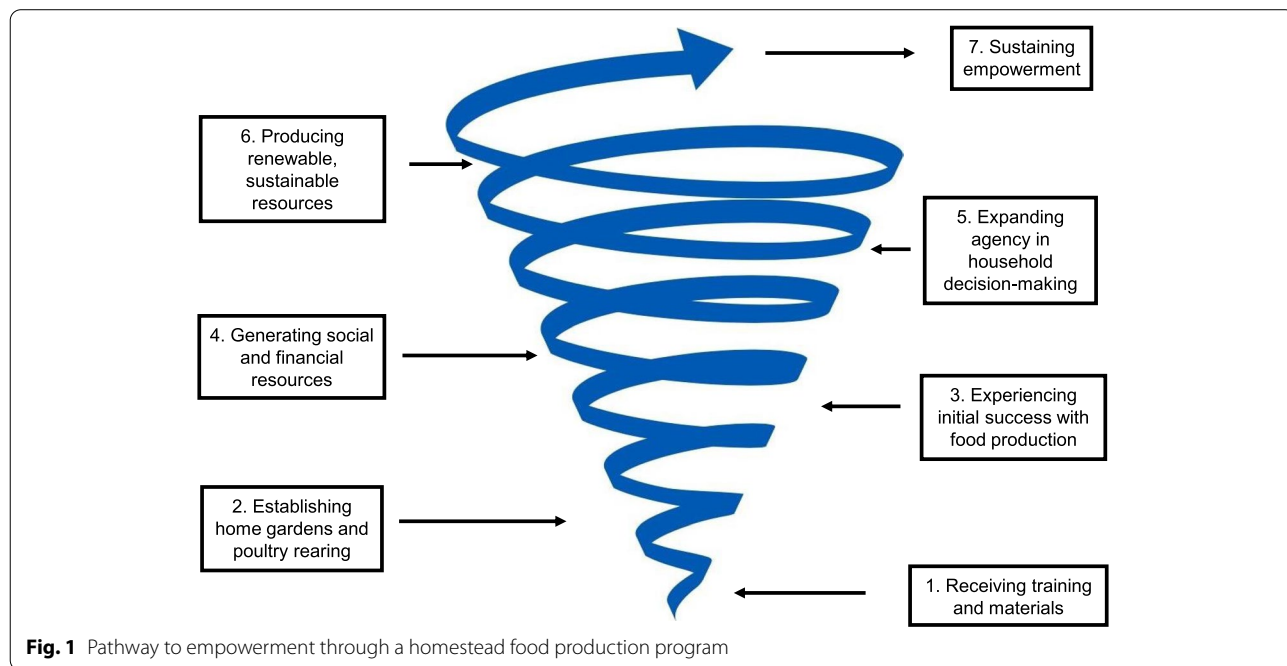 7. Sustaining
empowerment
6. Producing
renewable,
sustainable
resources
5. Expanding
agency in
household
decision-making
4. Generating social
and financial
resources
3. Experiencing
initial success with
food production
2. Establishing
home gardens and
poultry rearing
1. Receiving training
and materials
Fig. 1 Pathway to empowerment through a homestead food production program